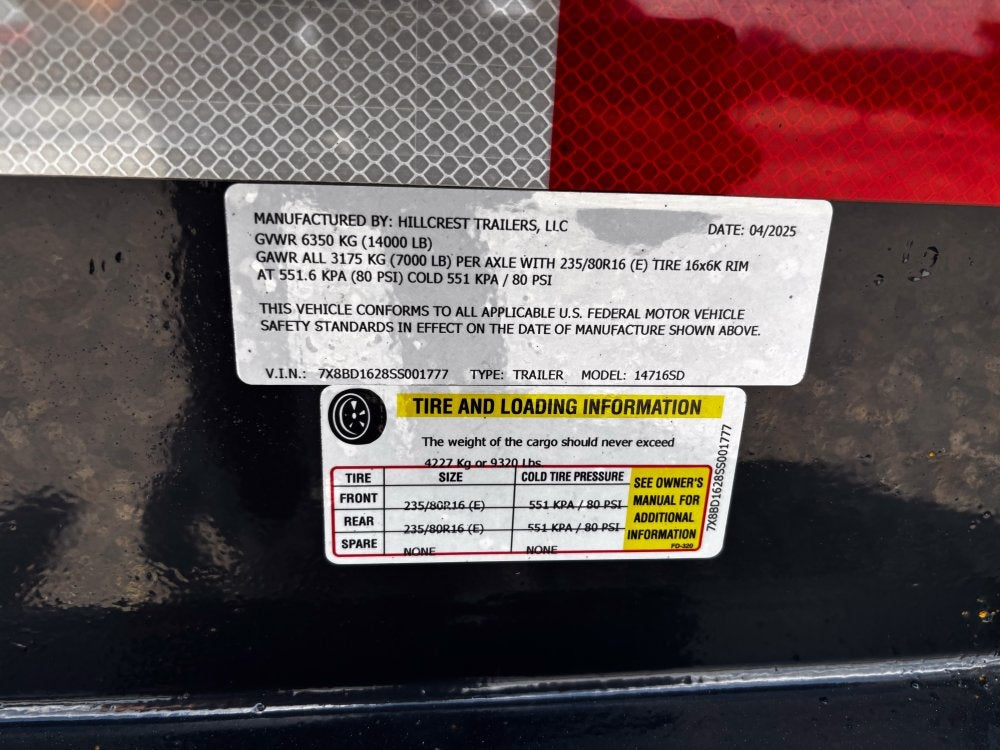 MANUFACTURED BY: HILLCREST TRAILERS, LLC DATE: 04/2025
GVWR 6350 KG (14000 LB)
GAWR ALL 3175 KG (7000 LB) PER AXLE WITH 235/80R16 (E) TIRE 16x6K RIM
AT 551.6 KPA (80 PSI) COLD 551 KPA / 80 PSI
THIS VEHICLE CONFORMS TO ALL APPLICABLE U.S. FEDERAL MOTOR VEHICLE
SAFETY STANDARDS IN EFFECT ON THE DATE OF MANUFACTURE SHOWN ABOVE.
V.I.N.: 7X8BD1628SS001777 TYPE: TRAILER MODEL: 14716SD
TIRE AND LOADING INFORMATION
The weight of the cargo should never exceed
4227 Kg or 9320 Lbs
TIRE SIZE COLD TIRE PRESSURE
FRONT 235/80R16 (E) 551 KPA / 80 PSI
REAR 235/80R16 (E) 551 KPA / 80 PSI
SPARE NONE NONE
SEE OWNER'S
MANUAL FOR
ADDITIONAL
INFORMATION
FD-320
7X8BD1628SS001777